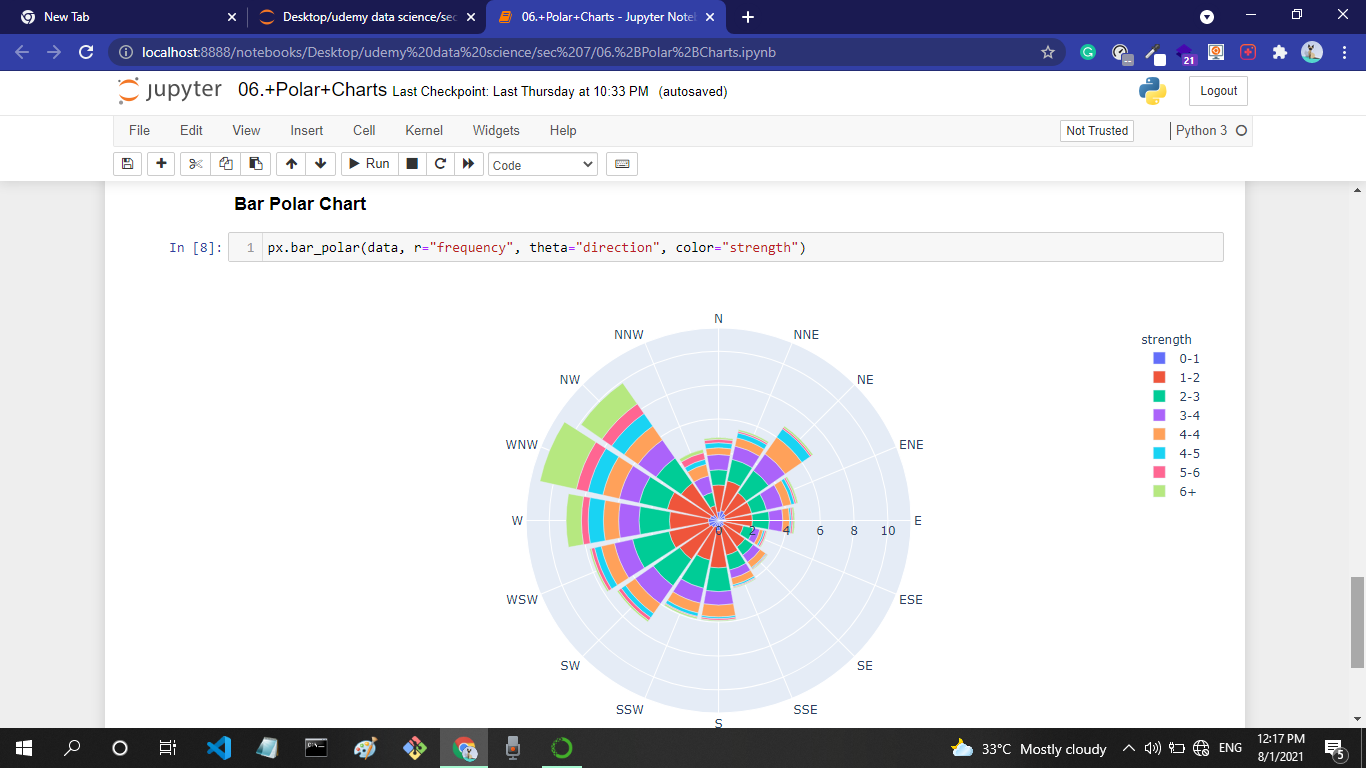 New Tab
Desktop/udemy data science/sec
06.+Polar+Charts - Jupyter Note
localhost:8888/notebooks/Desktop/udemy%20data%20science/sec%207/06.%2BPolar%2BCharts.ipynb
21
jupyter 06.+Polar+Charts Last Checkpoint: Last Thursday at 10:33 PM (autosaved)
Logout
File Edit View Insert Cell Kernel Widgets Help
Not Trusted
Python 3
Run
Code
Bar Polar Chart
In [8]: 1 px.bar_polar(data, r="frequency", theta="direction", color="strength")
N
NNW
NNE
NW
NE
WNW
ENE
W
E
0 2 4 6 8 10
WSW
ESE
SW
SE
SSW
SSE
S
strength
0-1
1-2
2-3
3-4
4-4
4-5
5-6
6+
33°C Mostly cloudy
ENG
12:17 PM
8/1/2021
5